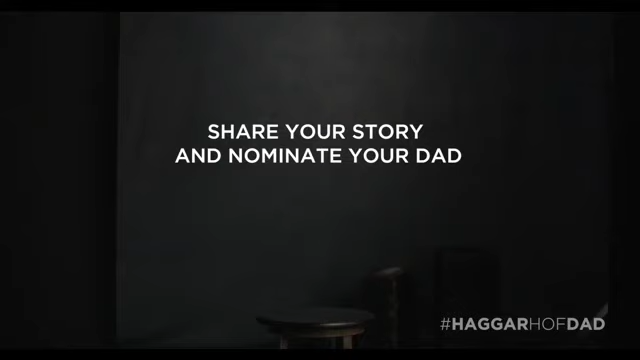 SHARE YOUR STORY
AND NOMINATE YOUR DAD
#HAGGARHOFDAD